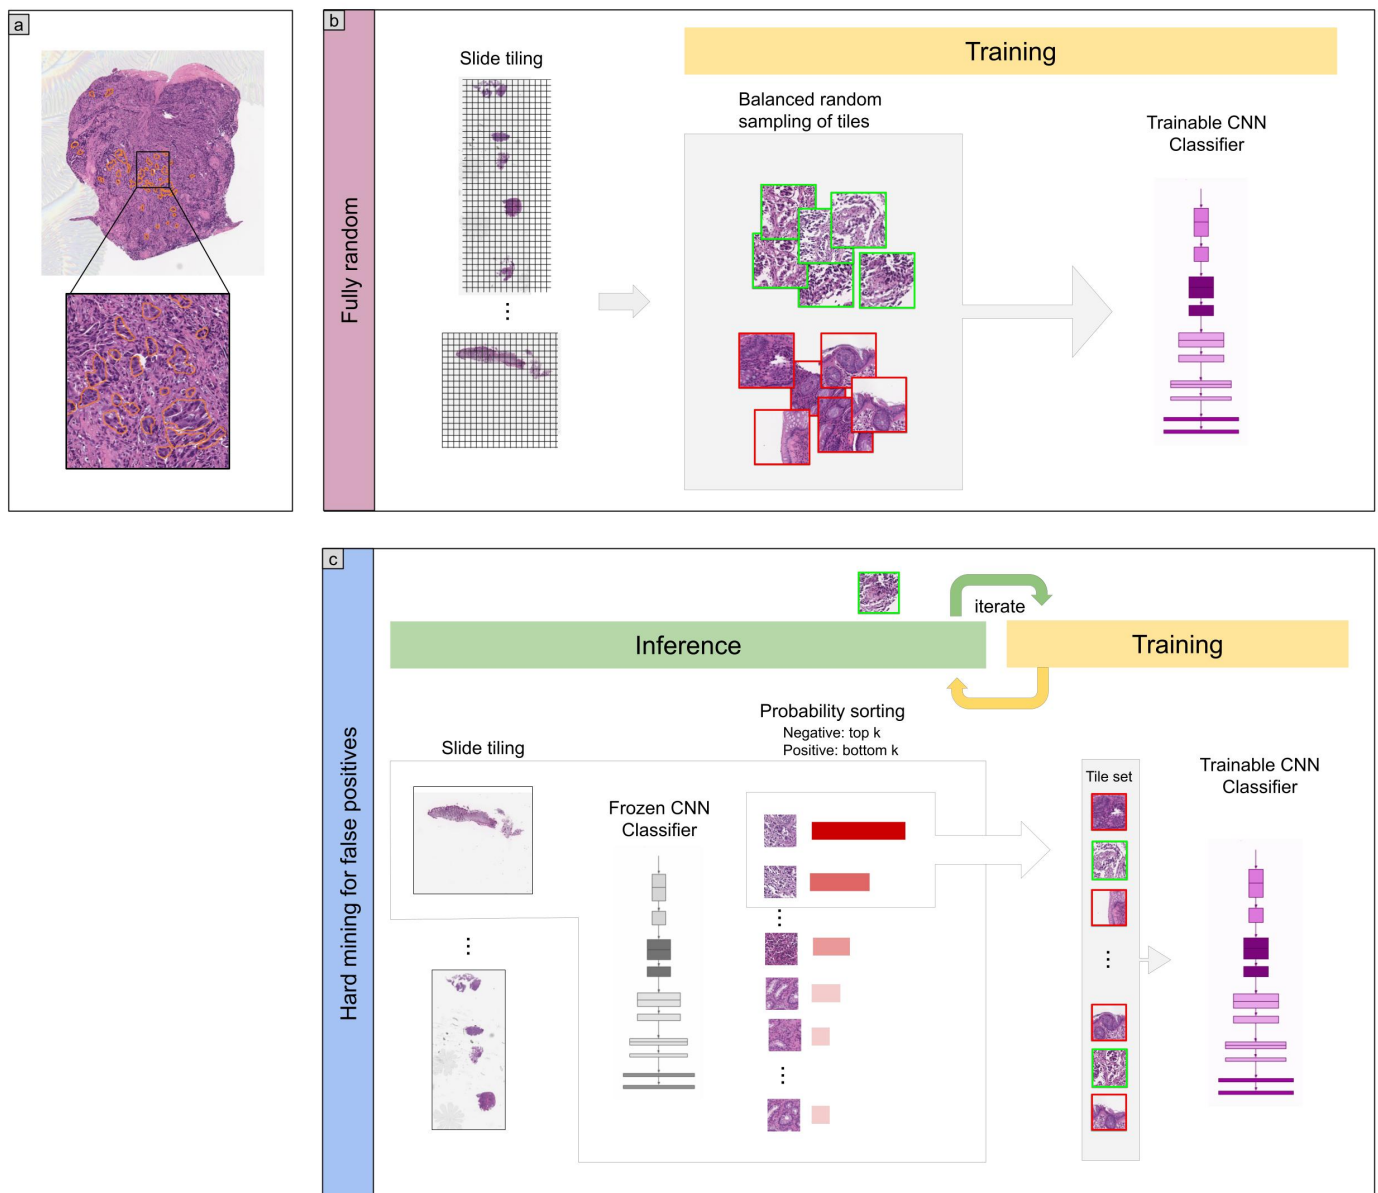 a
b
Fully random
Slide tiling
...
Training
Balanced random
sampling of tiles
Trainable CNN
Classifier
c
Hard mining for false positives
iterate
Inference
Training
Slide tiling
...
Frozen CNN
Classifier
Probability sorting
Negative: top k
Positive: bottom k
...
...
Tile set
...
Trainable CNN
Classifier